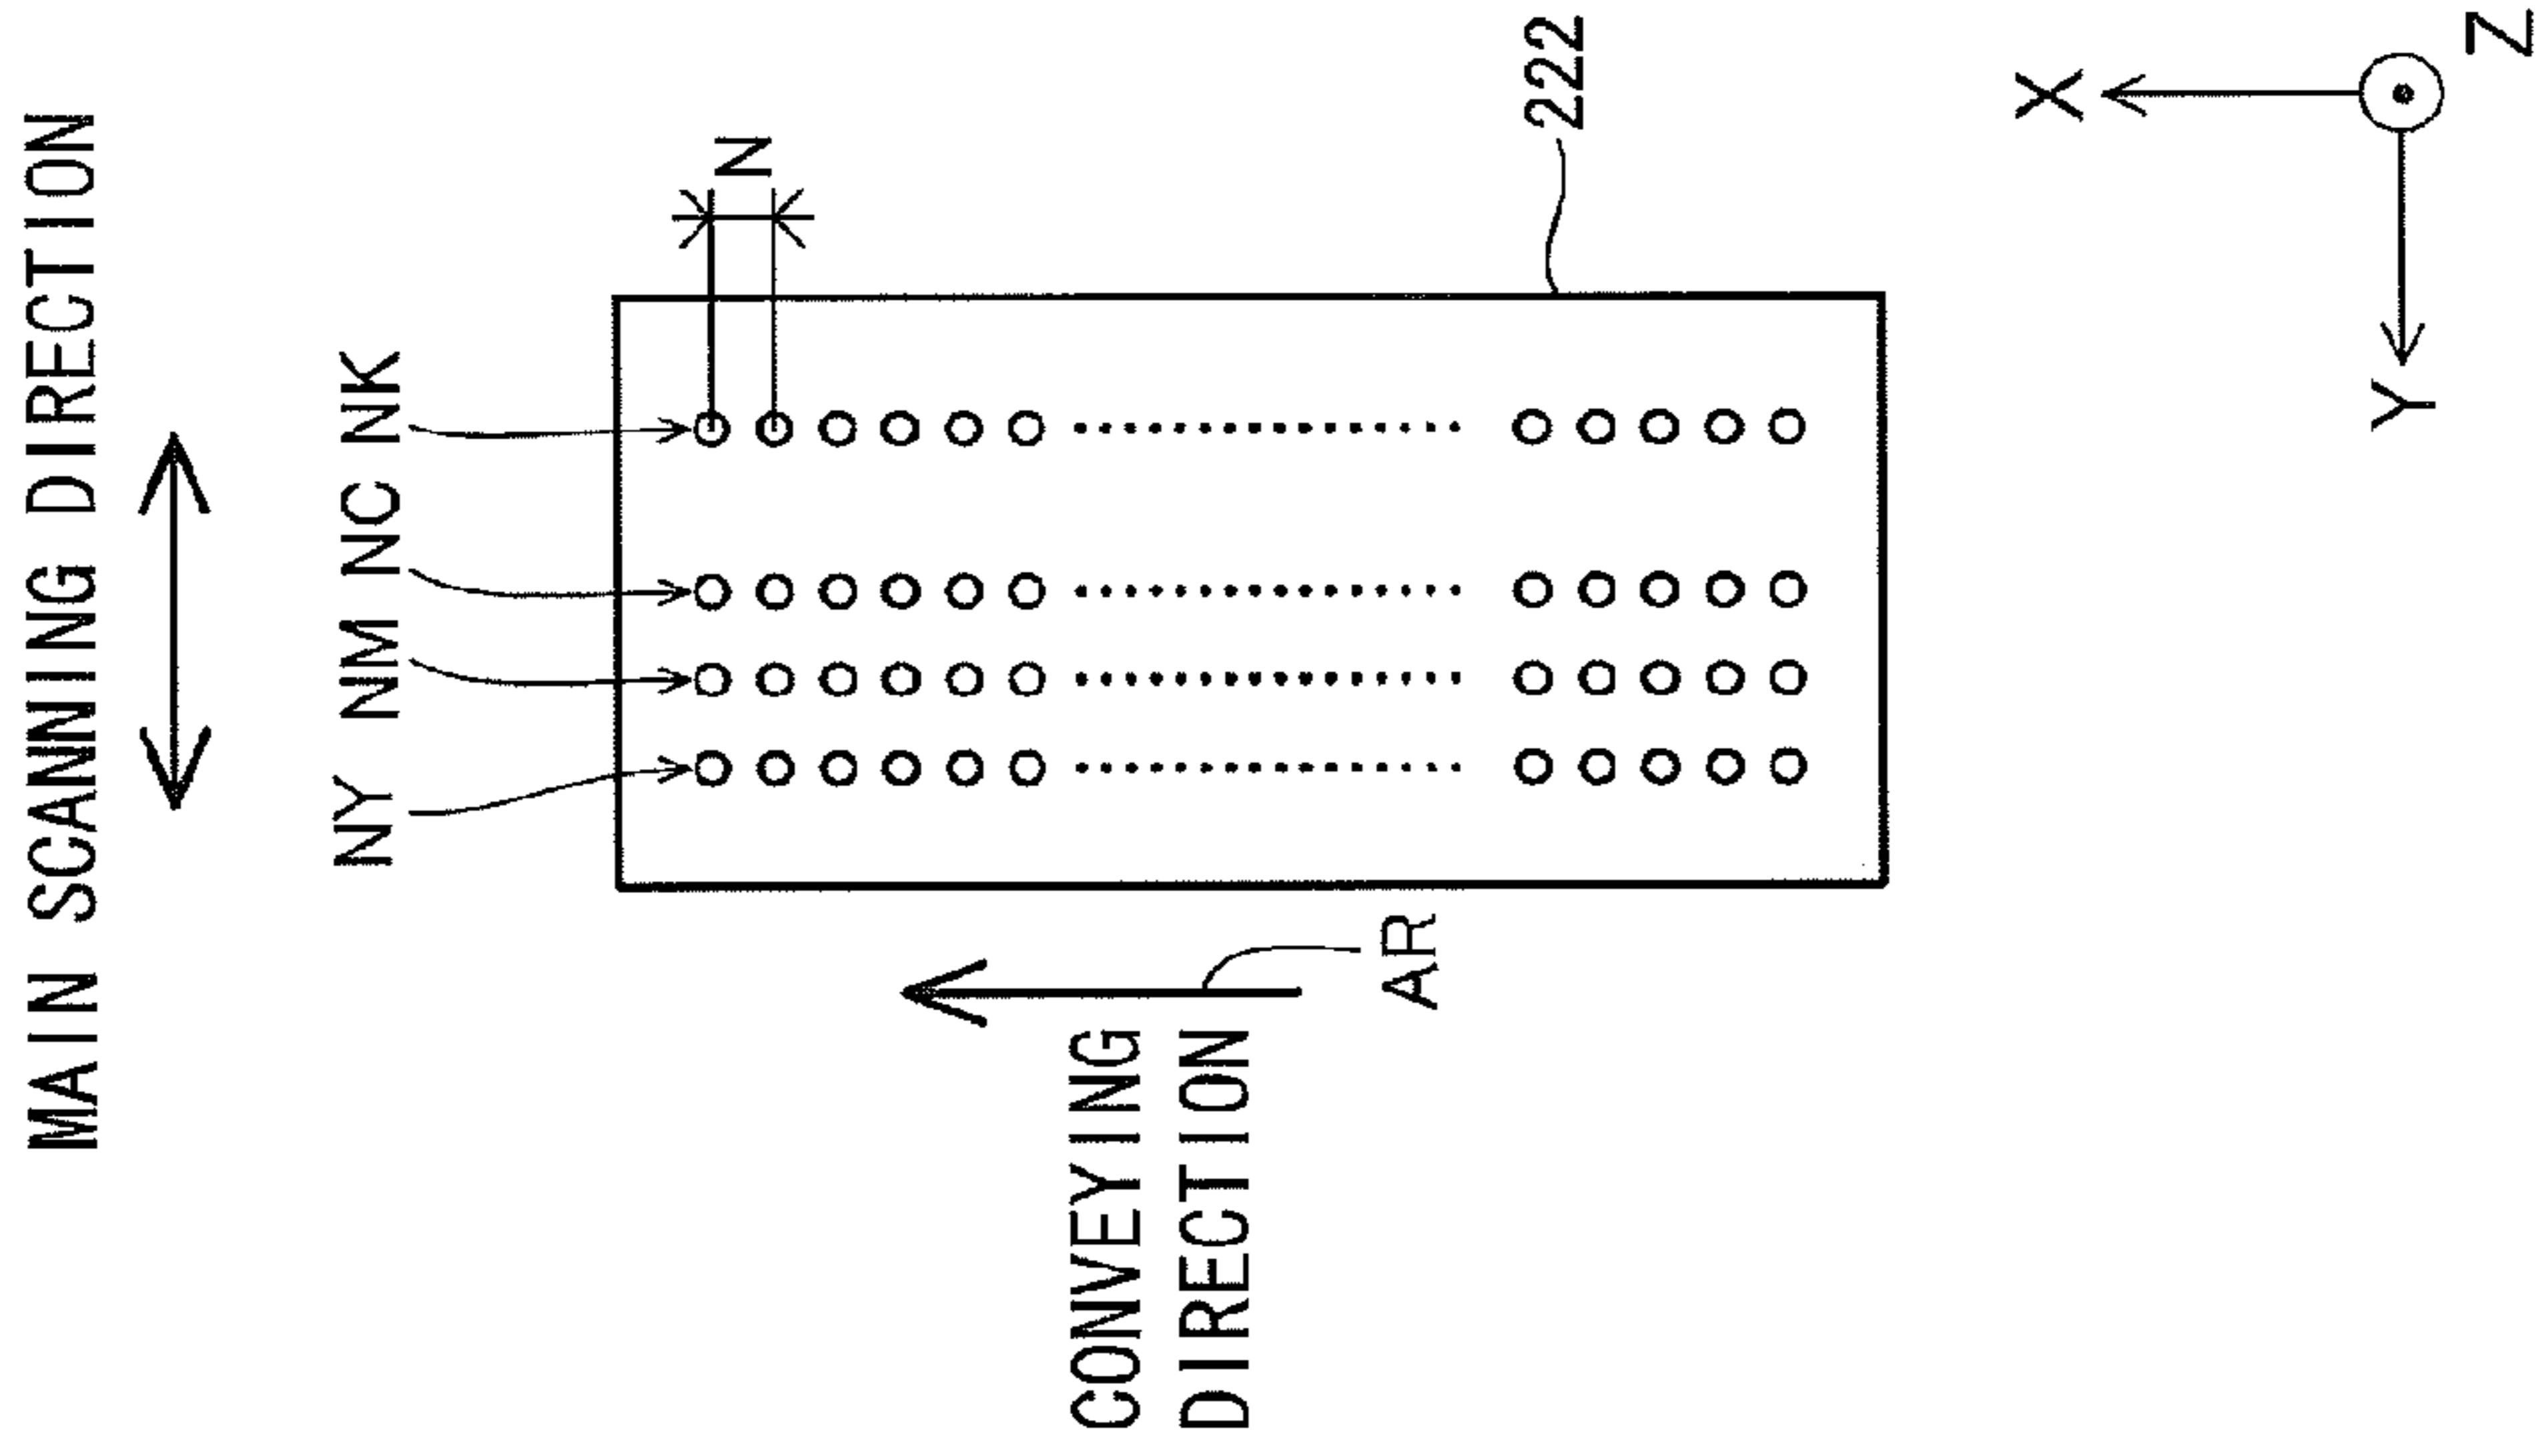 MAIN SCANNING DIRECTION
NY NM NC NK
N
222
CONVEYING
DIRECTION
AR
X
Y
Z